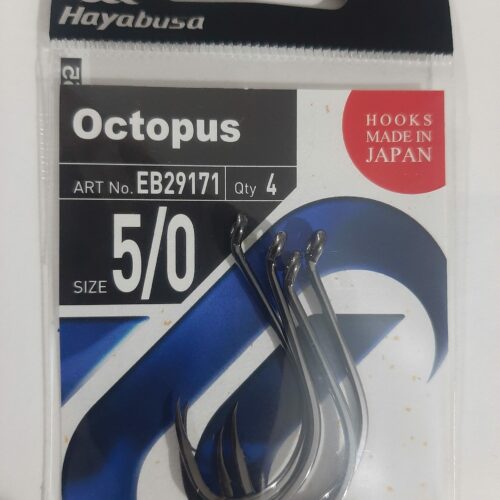 Hayabusa
Octopus
HOOKS
MADE IN
JAPAN
ART No. EB29171 Qty 4
SIZE 5/0